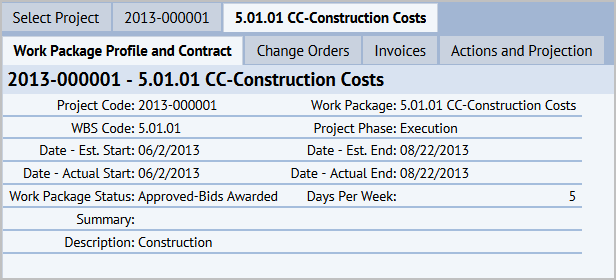 Select Project 2013-000001 5.01.01 CC-Construction Costs
Work Package Profile and Contract Change Orders Invoices Actions and Projection
2013-000001 - 5.01.01 CC-Construction Costs
Project Code: 2013-000001 Work Package: 5.01.01 CC-Construction Costs
WBS Code: 5.01.01 Project Phase: Execution
Date - Est. Start: 06/2/2013 Date - Est. End: 08/22/2013
Date - Actual Start: 06/2/2013 Date - Actual End: 08/22/2013
Work Package Status: Approved-Bids Awarded Days Per Week: 5
Summary:
Description: Construction